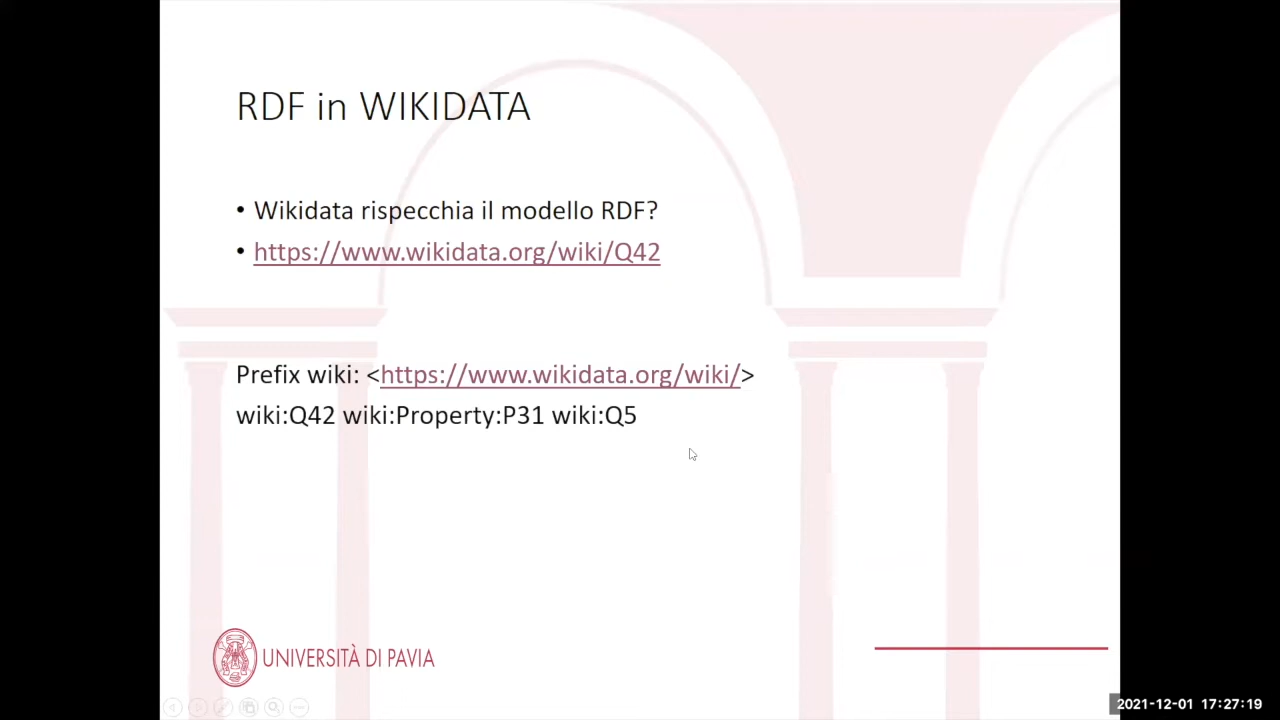 RDF in WIKIDATA
• Wikidata rispecchia il modello RDF?
• https://www.wikidata.org/wiki/Q42
Prefix wiki: <https://www.wikidata.org/wiki/>
wiki:Q42 wiki:Property:P31 wiki:Q5
UNIVERSITÀ DI PAVIA
2021-12-01 17:27:19